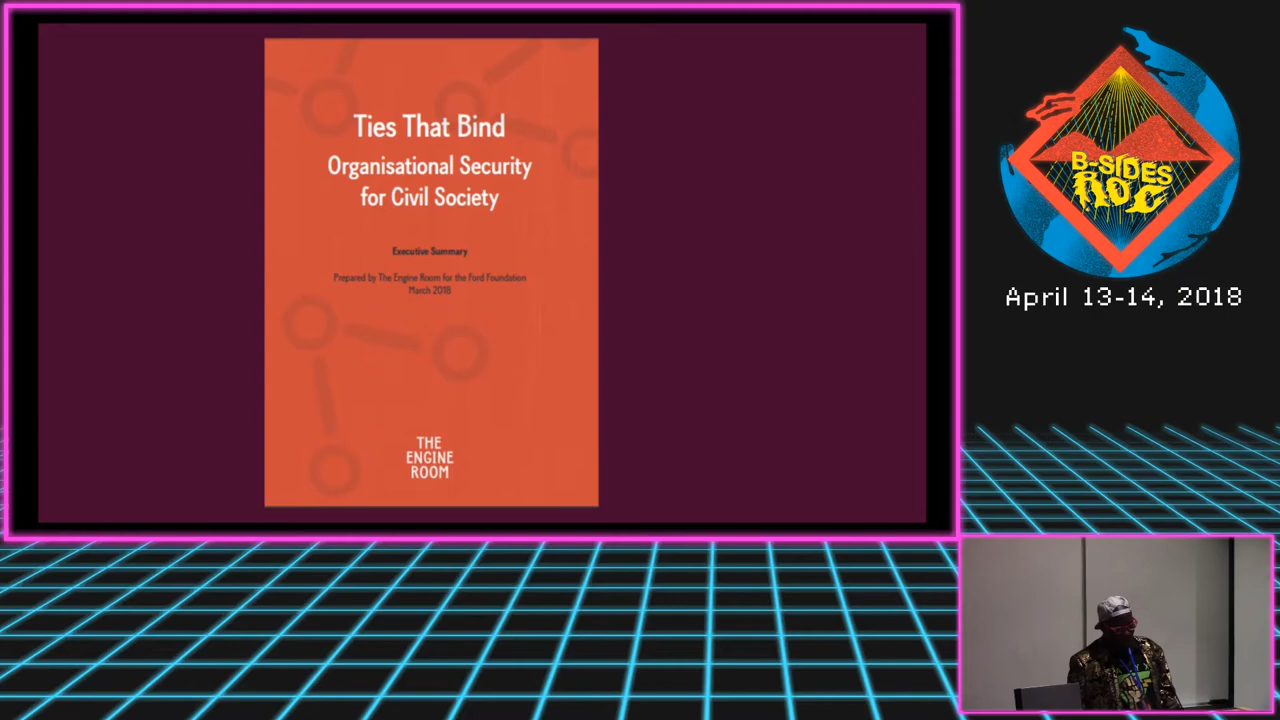 Ties That Bind
Organisational Security
for Civil Society
Executive Summary
Prepared by The Engine Room for the Ford Foundation
March 2018
THE
ENGINE
ROOM
B-SIDES
ROC
April 13-14, 2018